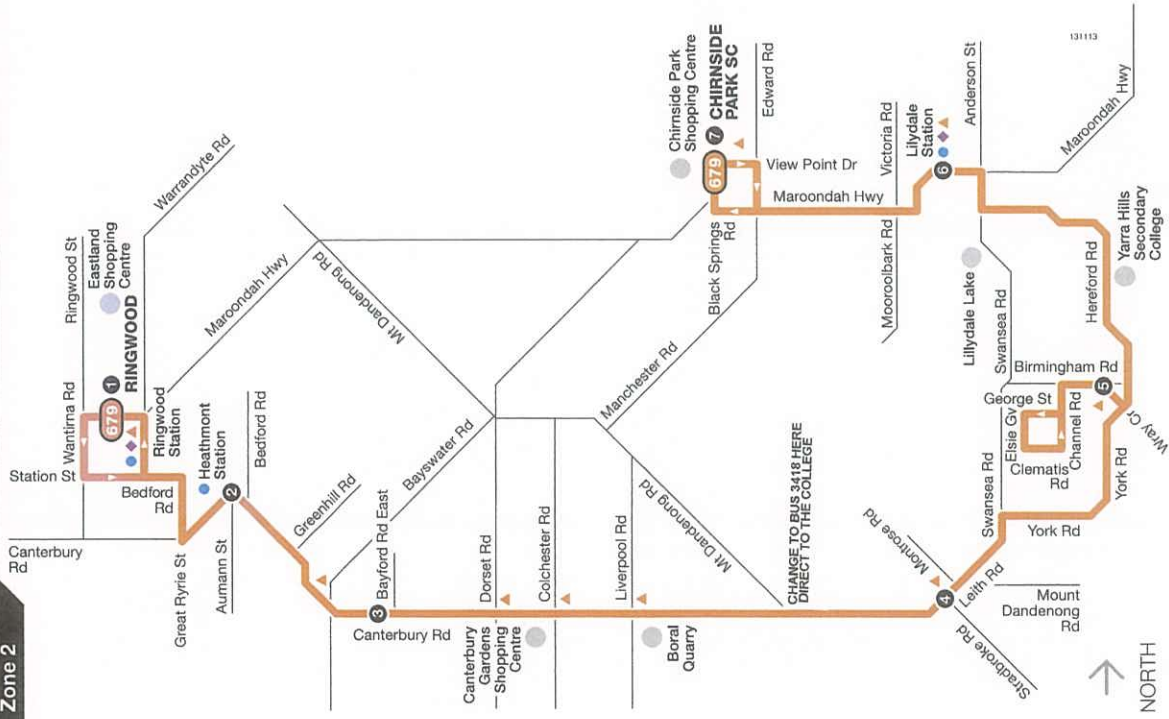 Zone 2
Canterbury
Rd
Station St
Wantirna Rd
Ringwood St
Eastland
Shopping
Centre
679
1
RINGWOOD
Warrandyte Rd
Ringwood
Station
Bedford
Rd
Maroondah Hwy
Great Ryrie St
Heathmont
Station
2
Bedford Rd
Aumann St
Greenhill Rd
Mt Dandenong Rd
Bayswater Rd
Bayford Rd East
3
Canterbury Rd
Dorset Rd
Canterbury
Gardens
Shopping
Centre
Colchester Rd
Liverpool Rd
Boral
Quarry
Manchester Rd
Mt Dandenong Rd
CHANGE TO BUS 3418 HERE
DIRECT TO THE COLLEGE
Montrose Rd
4
Leith Rd
Stradbroke Rd
Mount
Dandenong
Rd
Swansea Rd
York Rd
York Rd
Wray Cr
5
Clematis
Rd
Channel Rd
Elsie Gv
George St
Birmingham Rd
Swansea Rd
Hereford Rd
Yarra Hills
Secondary
College
Lillydale Lake
Anderson St
Maroondah Hwy
6
Lilydale
Station
Victoria Rd
Mooroolbark Rd
Maroondah Hwy
View Point Dr
Edward Rd
Black Springs
Rd
679
7
CHIRNSIDE
PARK SC
Chirnside Park
Shopping Centre
131113
NORTH